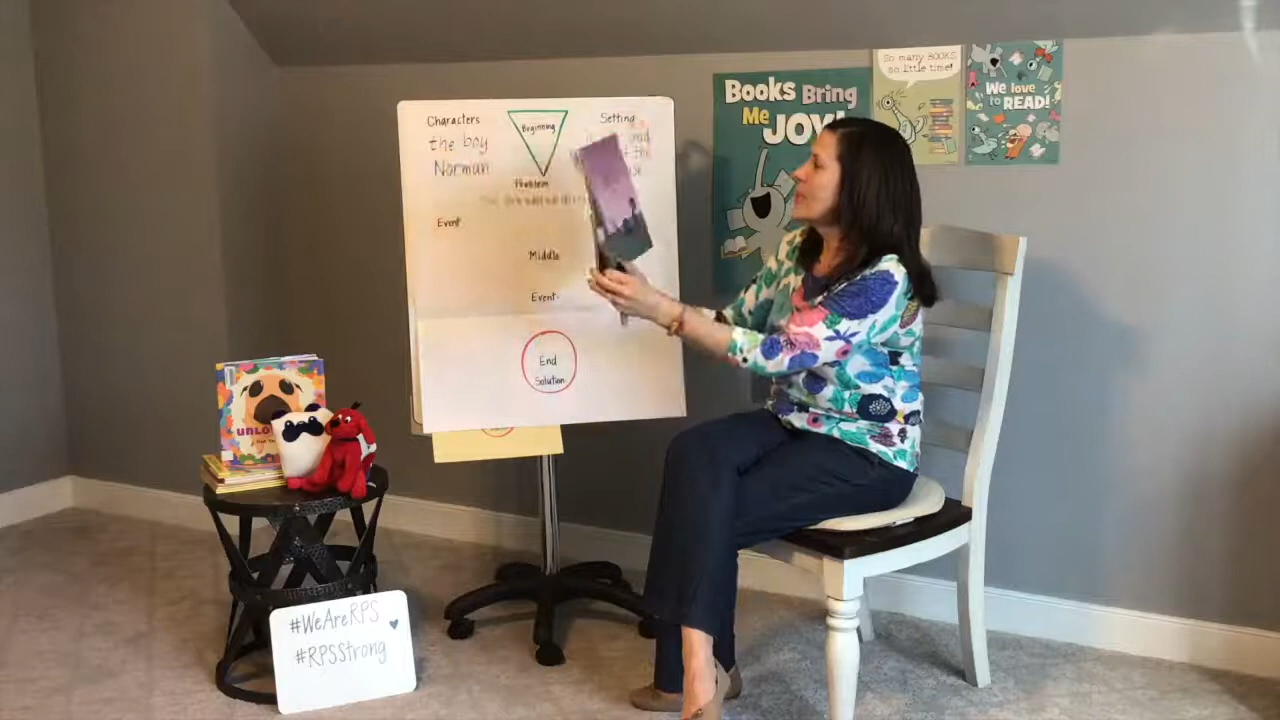 Characters
the boy
Norman
Beginning
Setting
Problem
Event
Middle
Event
End
Solution
Books Bring
Me JOY!
So many BOOKS,
so little time!
We love
to READ!
#WeAreRPS
#RPSStrong